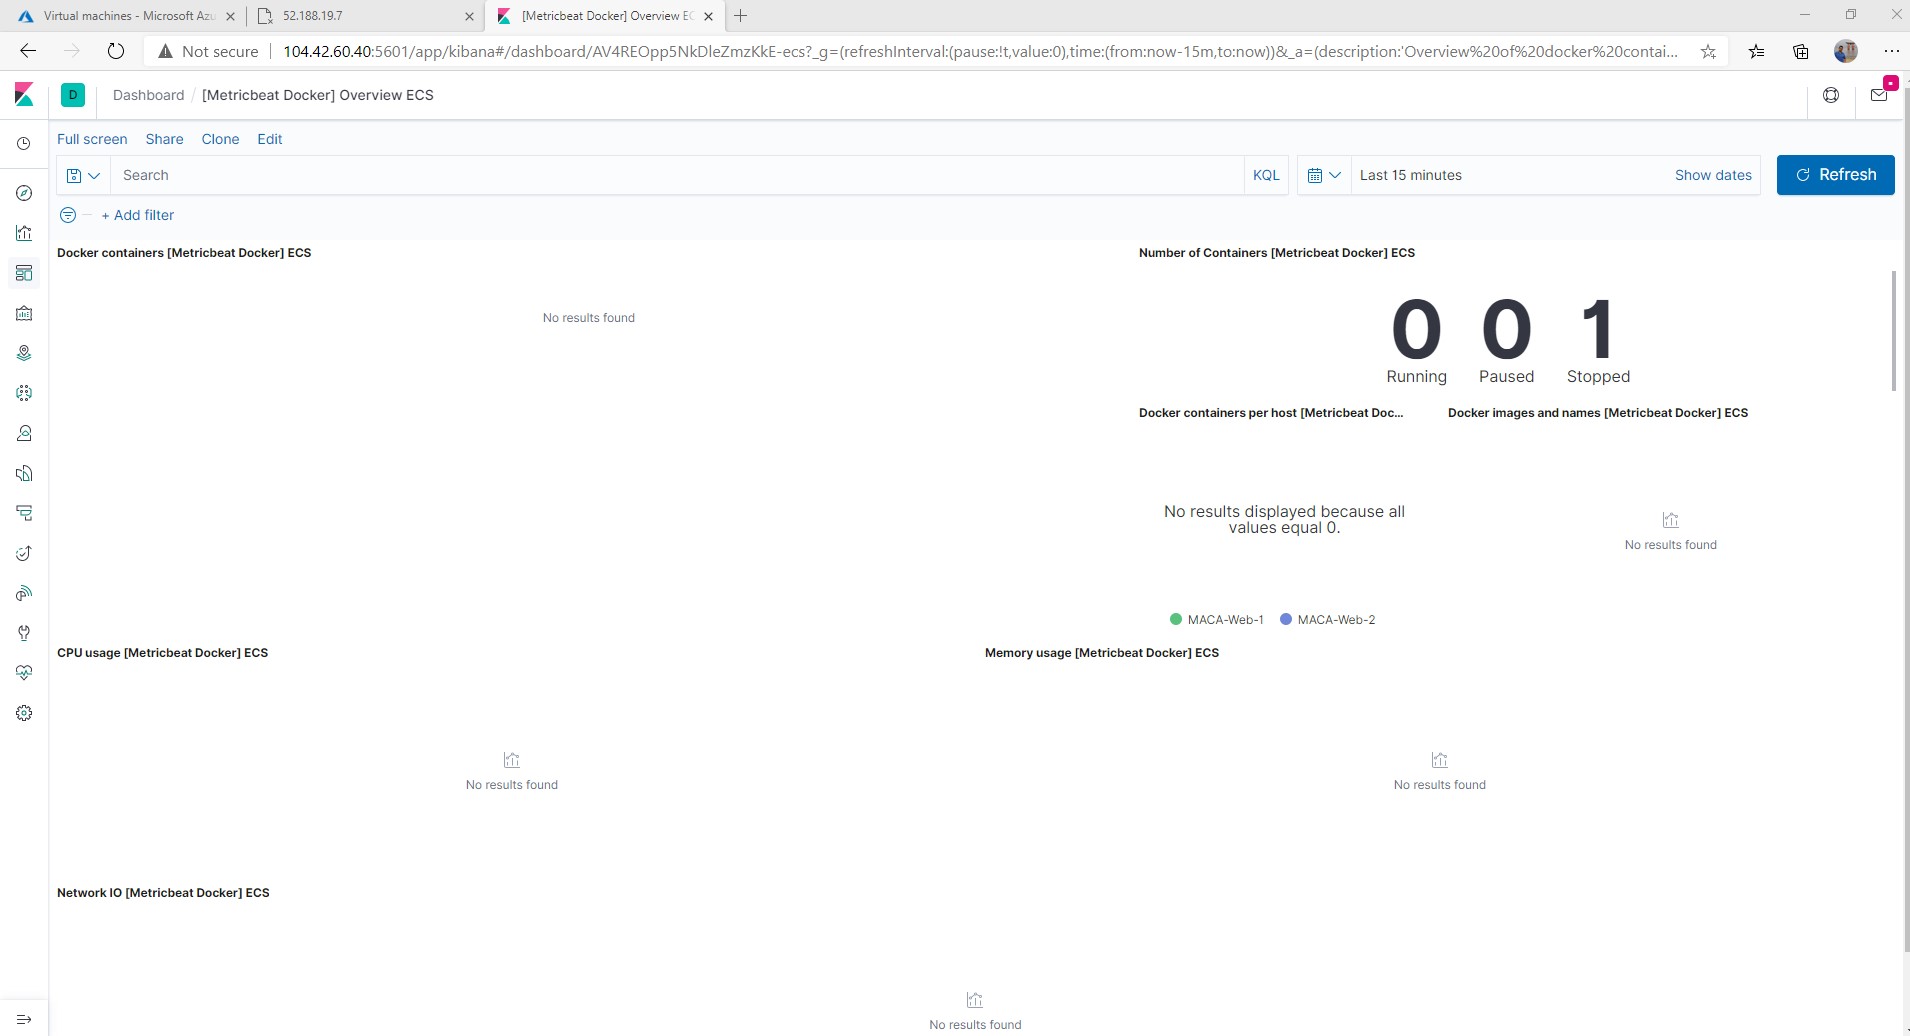 Virtual machines - Microsoft Azu
52.188.19.7
[Metricbeat Docker] Overview EC
Not secure
104.42.60.40:5601/app/kibana#/dashboard/AV4REOpp5NkDleZmzKkE-ecs?_g=(refreshInterval:(pause:!t,value:0),time:(from:now-15m,to:now))&_a=(description:'Overview%20of%20docker%20contai...
D
Dashboard / [Metricbeat Docker] Overview ECS
Full screen Share Clone Edit
Search
KQL
Last 15 minutes
Show dates
Refresh
+ Add filter
Docker containers [Metricbeat Docker] ECS
No results found
Number of Containers [Metricbeat Docker] ECS
0 0 1
Running Paused Stopped
Docker containers per host [Metricbeat Doc...
No results displayed because all
values equal 0.
MACA-Web-1 MACA-Web-2
Docker images and names [Metricbeat Docker] ECS
No results found
CPU usage [Metricbeat Docker] ECS
No results found
Memory usage [Metricbeat Docker] ECS
No results found
Network IO [Metricbeat Docker] ECS
No results found